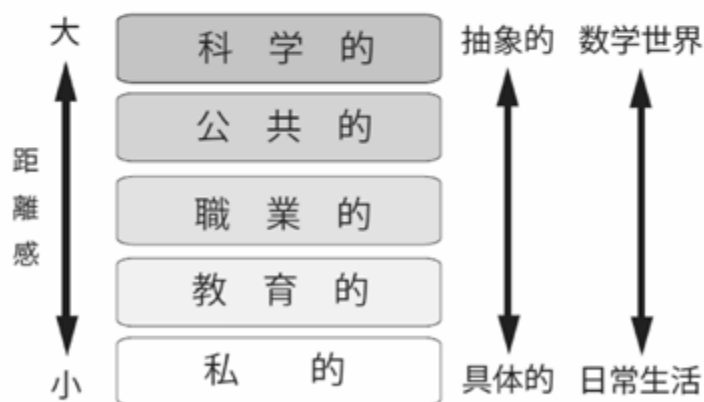 大
距離感
小
科学的
公共的
職業的
教育的
私的
抽象的
具体的
数学世界
日常生活